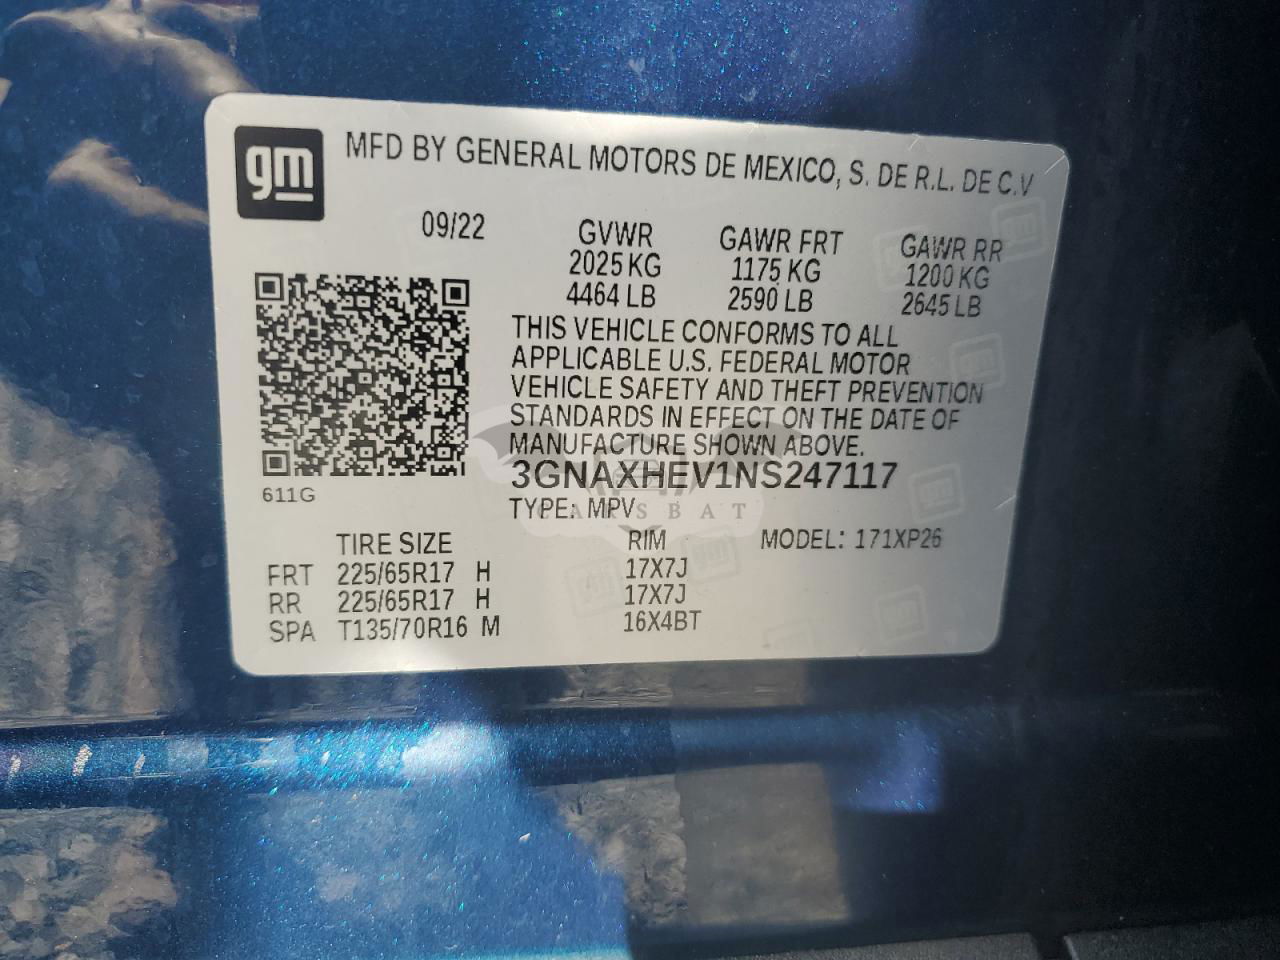 gm
MFD BY GENERAL MOTORS DE MEXICO, S. DE R.L. DE C.V
09/22 GVWR GAWR FRT GAWR RR
2025 KG 1175 KG 1200 KG
4464 LB 2590 LB 2645 LB
THIS VEHICLE CONFORMS TO ALL
APPLICABLE U.S. FEDERAL MOTOR
VEHICLE SAFETY AND THEFT PREVENTION
STANDARDS IN EFFECT ON THE DATE OF
MANUFACTURE SHOWN ABOVE.
3GNAXHEV1NS247117
611G
TYPE: MPV
CARSBAT
TIRE SIZE RIM MODEL: 171XP26
FRT 225/65R17 H 17X7J
RR 225/65R17 H 17X7J
SPA T135/70R16 M 16X4BT